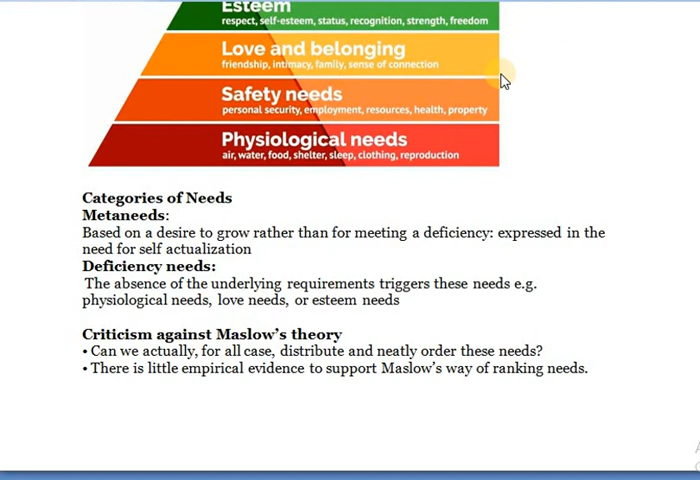 Esteem
respect, self-esteem, status, recognition, strength, freedom
Love and belonging
friendship, intimacy, family, sense of connection
Safety needs
personal security, employment, resources, health, property
Physiological needs
air, water, food, shelter, sleep, clothing, reproduction
Categories of Needs
Metaneeds:
Based on a desire to grow rather than for meeting a deficiency: expressed in the
need for self actualization
Deficiency needs:
The absence of the underlying requirements triggers these needs e.g.
physiological needs, love needs, or esteem needs
Criticism against Maslow's theory
• Can we actually, for all case, distribute and neatly order these needs?
• There is little empirical evidence to support Maslow's way of ranking needs.